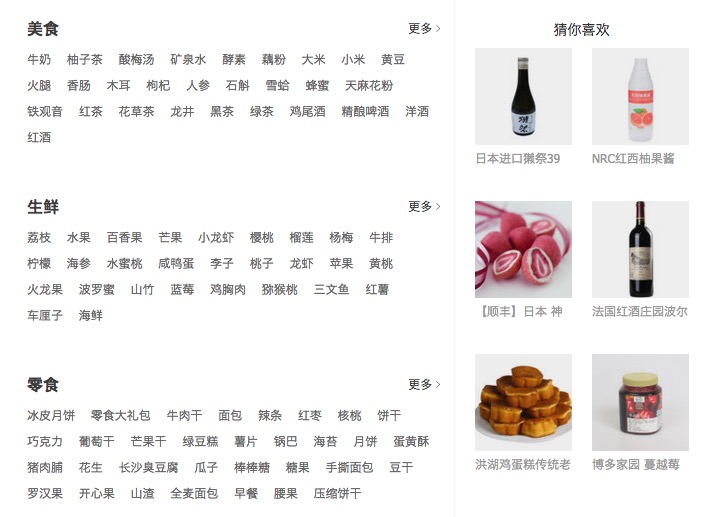 美食 更多
牛奶 柚子茶 酸梅汤 矿泉水 酵素 藕粉 大米 小米 黄豆
火腿 香肠 木耳 枸杞 人参 石斛 雪蛤 蜂蜜 天麻花粉
铁观音 红茶 花草茶 龙井 黑茶 绿茶 鸡尾酒 精酿啤酒 洋酒
红酒
生鲜 更多
荔枝 水果 百香果 芒果 小龙虾 樱桃 榴莲 杨梅 牛排
柠檬 海参 水蜜桃 咸鸭蛋 李子 桃子 龙虾 苹果 黄桃
火龙果 菠萝蜜 山竹 蓝莓 鸡胸肉 猕猴桃 三文鱼 红薯
车厘子 海鲜
零食 更多
冰皮月饼 零食大礼包 牛肉干 面包 辣条 红枣 核桃 饼干
巧克力 葡萄干 芒果干 绿豆糕 薯片 锅巴 海苔 月饼 蛋黄酥
猪肉脯 花生 长沙臭豆腐 瓜子 棒棒糖 糖果 手撕面包 豆干
罗汉果 开心果 山渣 全麦面包 早餐 腰果 压缩饼干
猜你喜欢
獭祭
日本进口獭祭39 NRC红西柚果酱
【顺丰】日本 神 法国红酒庄园波尔
洪湖鸡蛋糕传统老 博多家园 蔓越莓